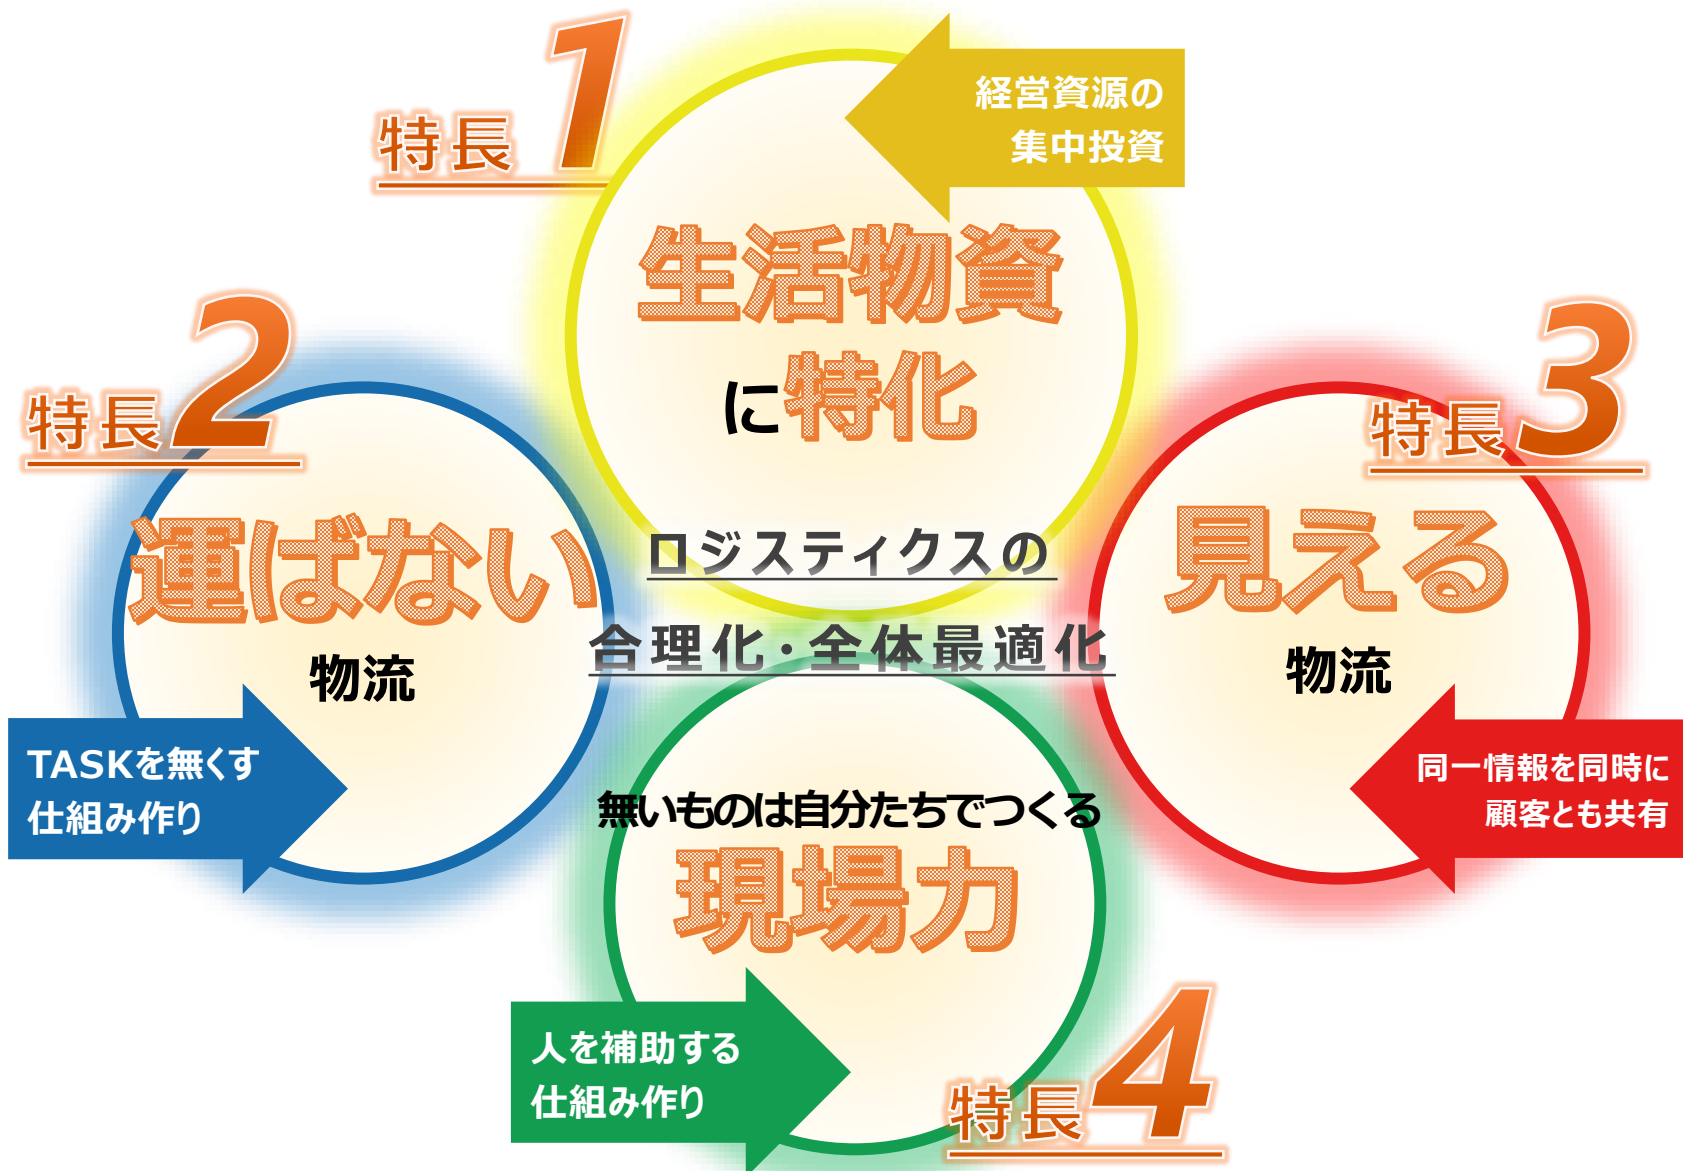 特長1
経営資源の
集中投資
生活物資
に特化
特長2
運ばない
物流
TASKを無くす
仕組み作り
特長3
見える
物流
同一情報を同時に
顧客とも共有
ロジスティクスの
合理化・全体最適化
無いものは自分たちでつくる
現場力
人を補助する
仕組み作り
特長4